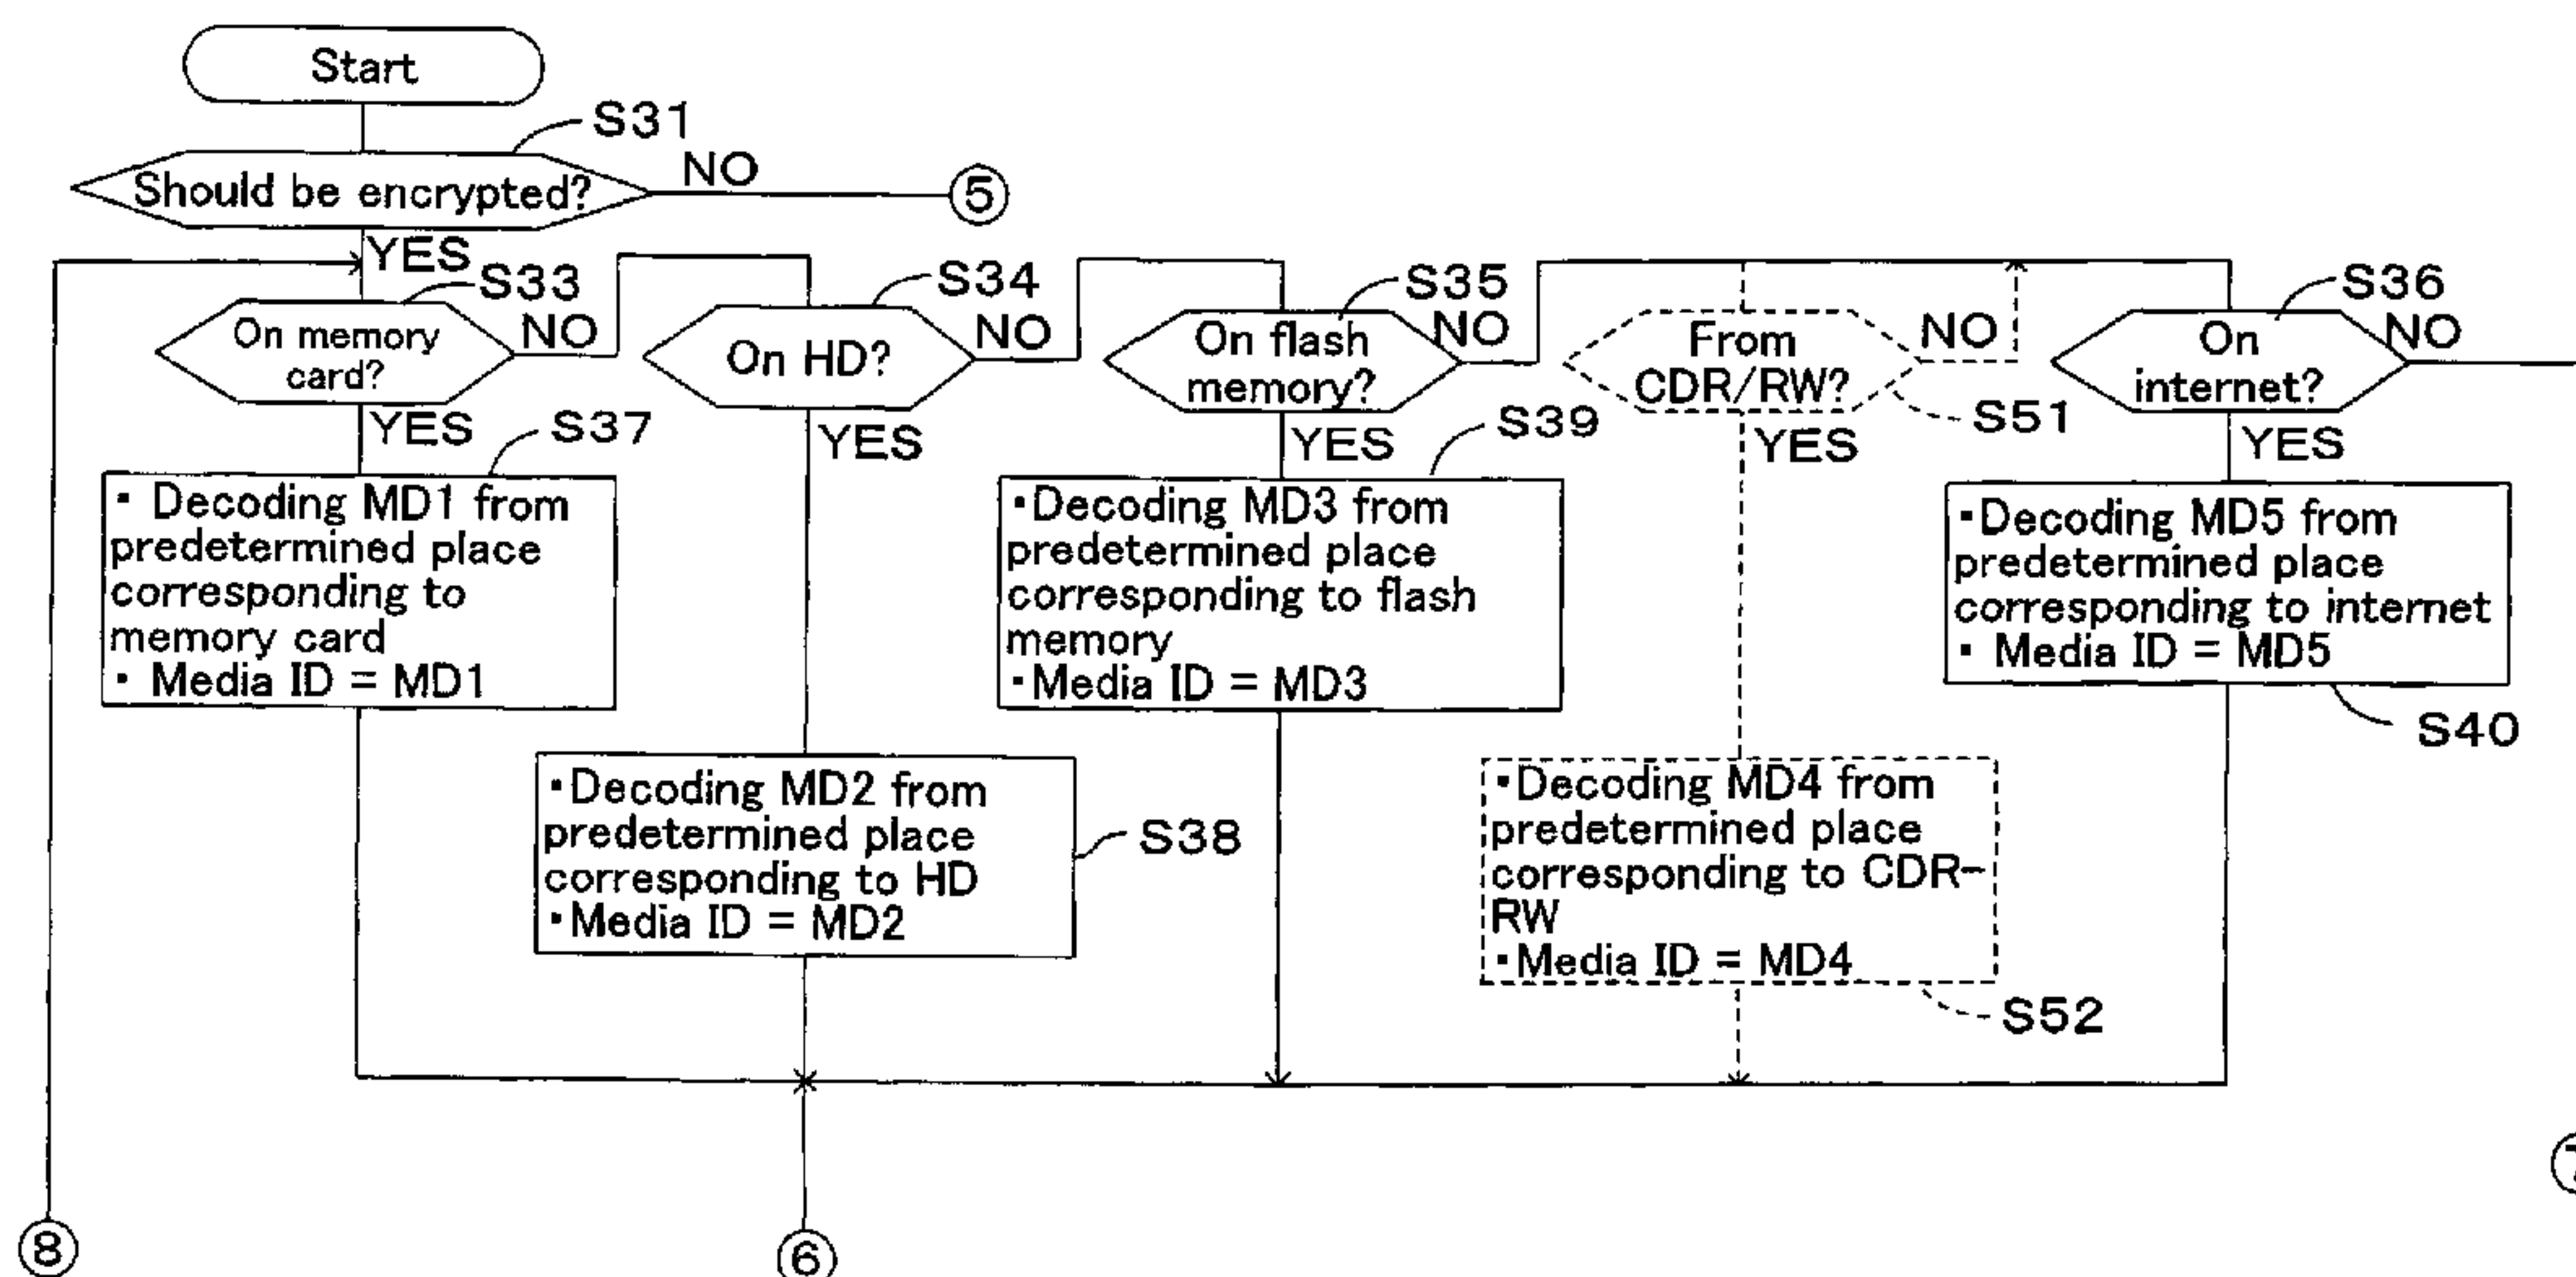 Start
S31
Should be encrypted?
NO
⑤
YES
S33
On memory
card?
NO
YES
S34
On HD?
NO
YES
S35
On flash
memory?
NO
YES
From
CDR/RW?
NO
S51
YES
S36
On
internet?
NO
YES
S37
▪ Decoding MD1 from
predetermined place
corresponding to
memory card
▪ Media ID = MD1
▪Decoding MD2 from
predetermined place
corresponding to HD
▪Media ID = MD2
S38
S39
▪Decoding MD3 from
predetermined place
corresponding to flash
memory
▪Media ID = MD3
▪Decoding MD4 from
predetermined place
corresponding to CDR-
RW
▪Media ID = MD4
S52
▪Decoding MD5 from
predetermined place
corresponding to internet
▪ Media ID = MD5
S40
⑧
⑥